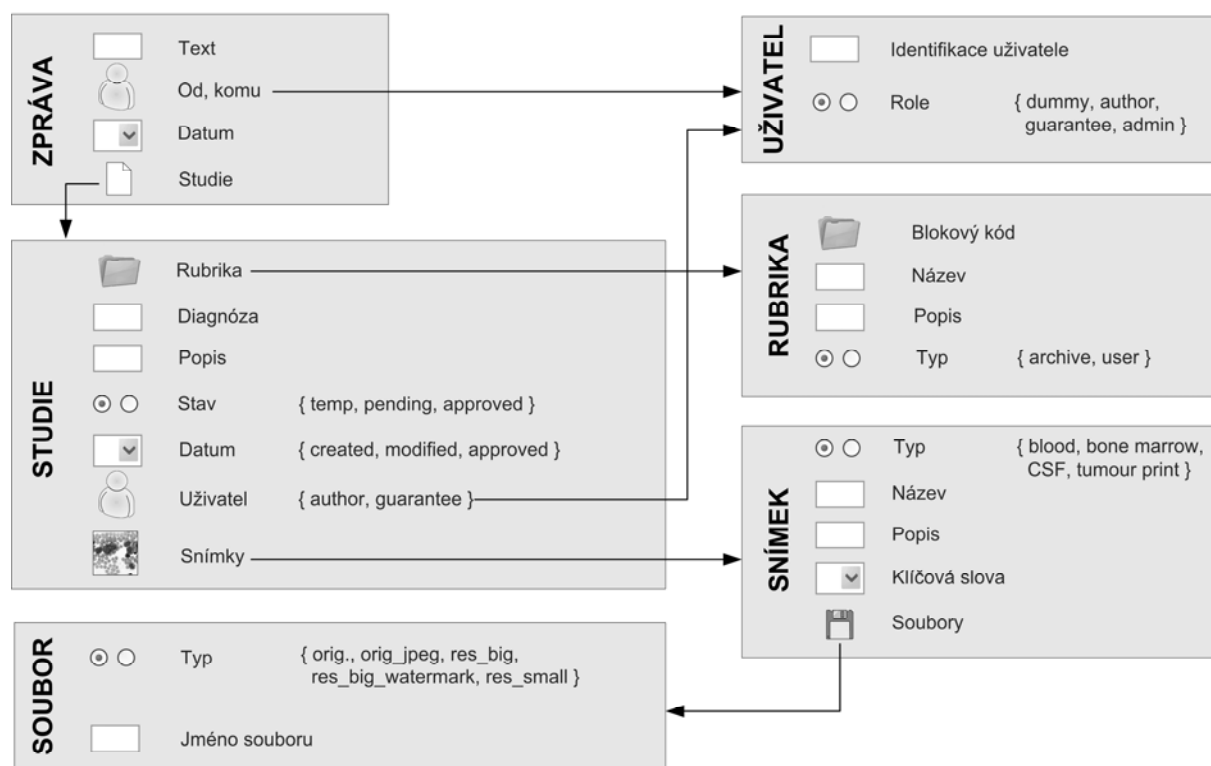 ZPRÁVA
Text
Od, komu
Datum
Studie
UŽIVATEL
Identifikace uživatele
Role { dummy, author,
guarantee, admin }
STUDIE
Rubrika
Diagnóza
Popis
Stav { temp, pending, approved }
Datum { created, modified, approved }
Uživatel { author, guarantee }
Snímky
RUBRIKA
Blokový kód
Název
Popis
Typ { archive, user }
SNÍMEK
Typ { blood, bone marrow,
CSF, tumour print }
Název
Popis
Klíčová slova
Soubory
SOUBOR
Typ { orig., orig_jpeg, res_big,
res_big_watermark, res_small }
Jméno souboru